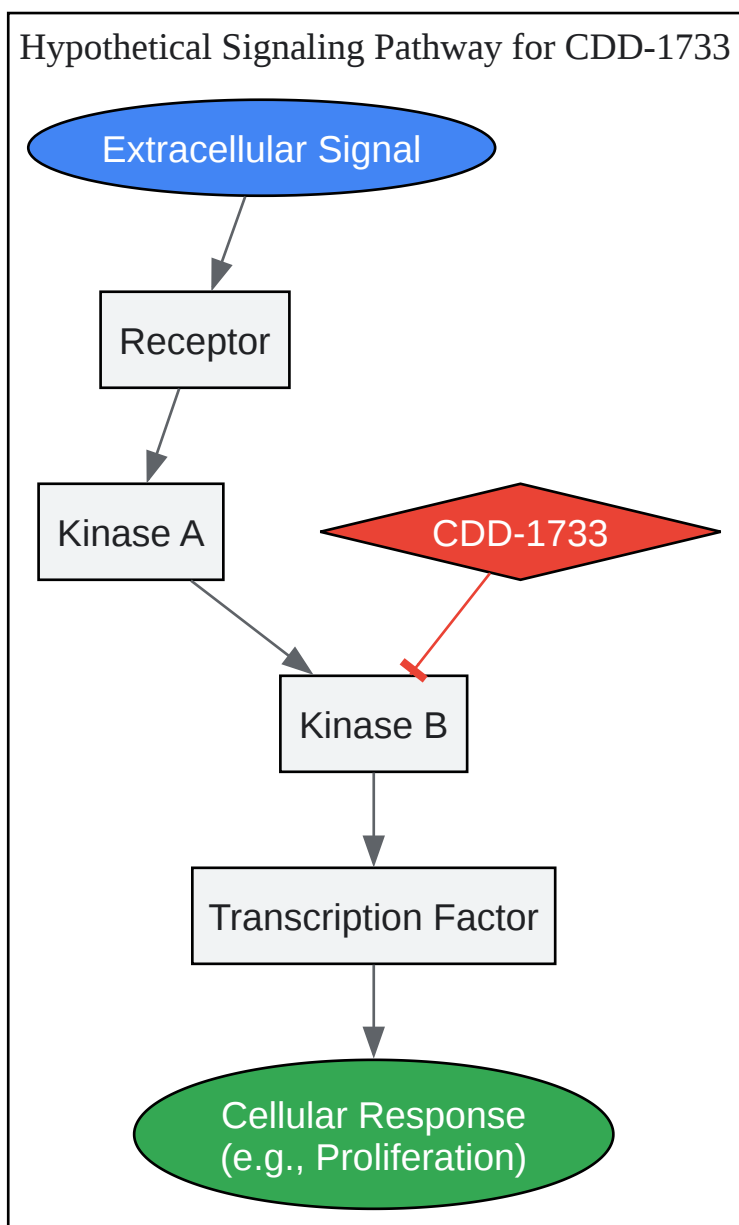 Hypothetical Signaling Pathway for CDD-1733
Extracellular Signal
Receptor
Kinase A
CDD-1733
Kinase B
Transcription Factor
Cellular Response
(e.g., Proliferation)